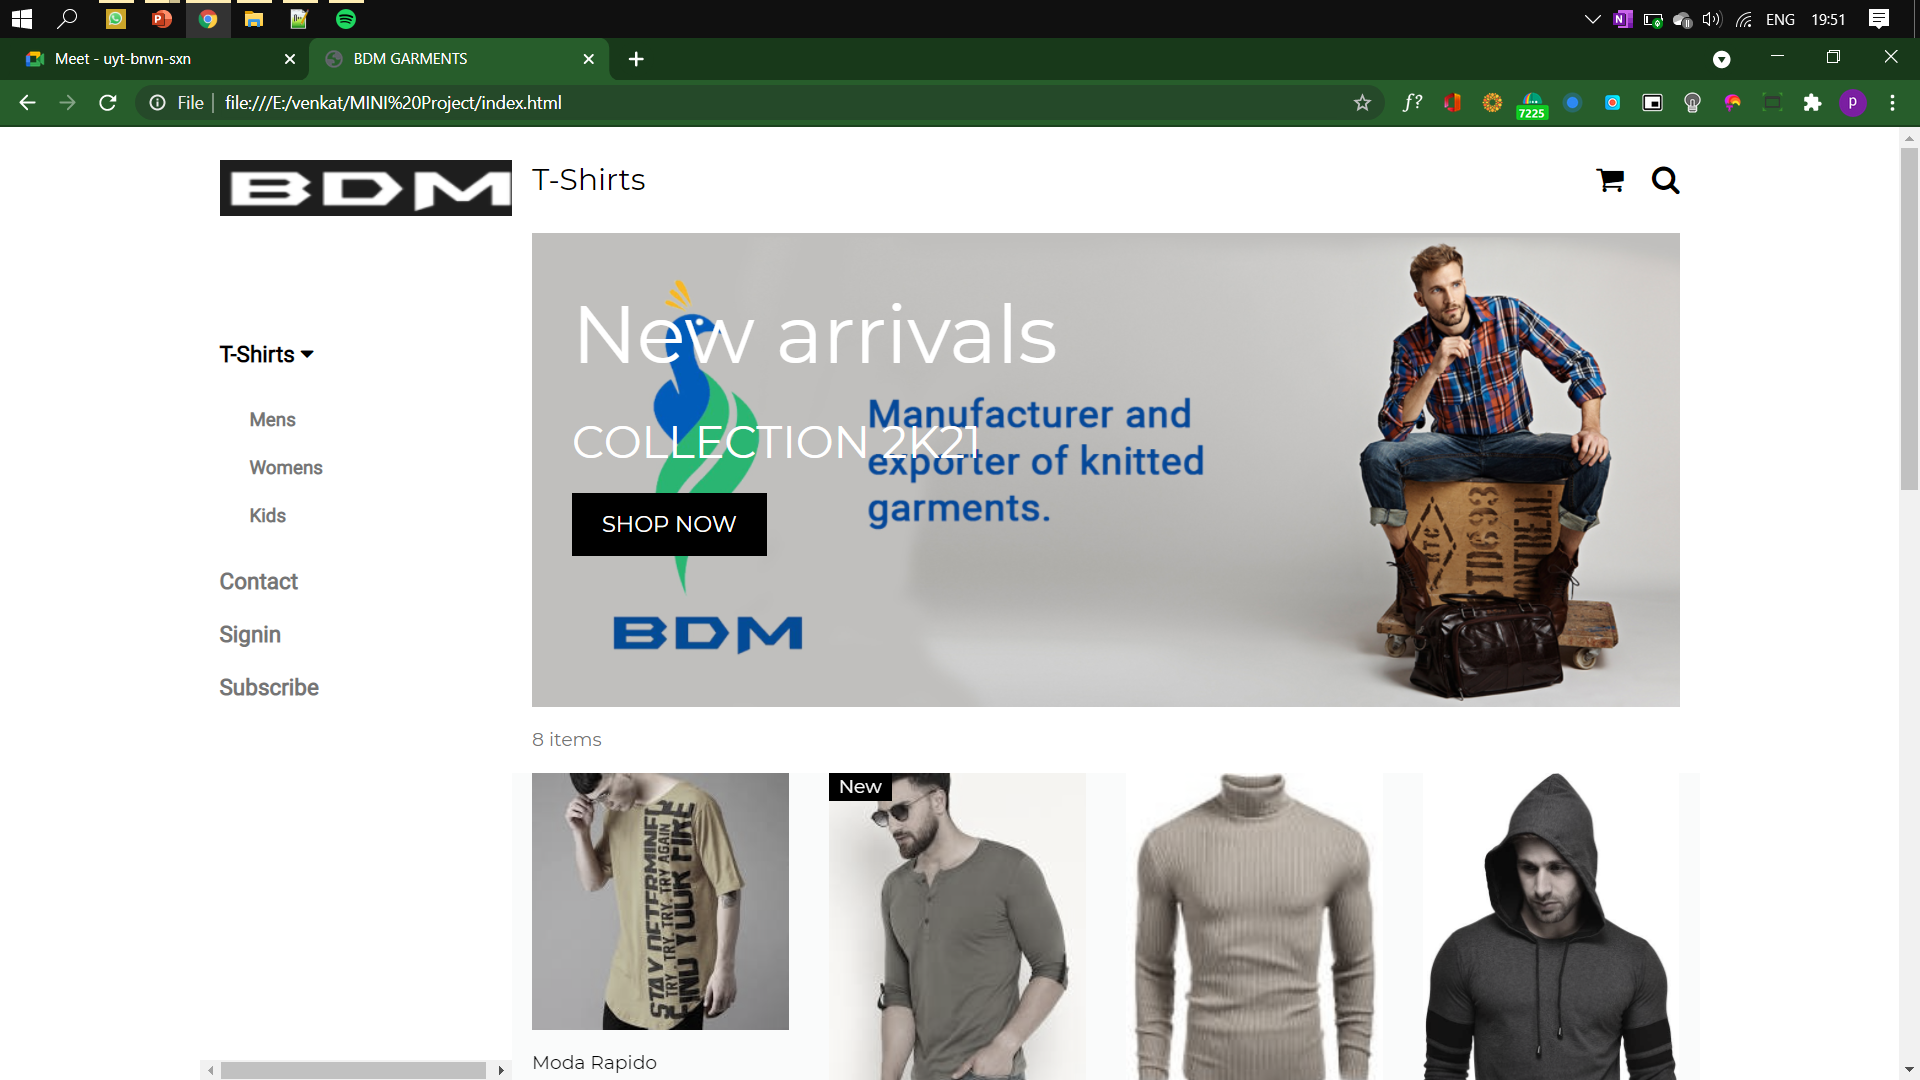 ENG 19:51
Meet - uyt-bnvn-sxn
BDM GARMENTS
File
file:///E:/venkat/MINI%20Project/index.html
f?
7225
p
BDM
T-Shirts
New arrivals
COLLECTION 2K21
SHOP NOW
Manufacturer and
exporter of knitted
garments.
BDM
T-Shirts
Mens
Womens
Kids
Contact
Signin
Subscribe
8 items
New
STAY DETERMINED
TRY. TRY. TRY AGAIN
FIND YOUR FIRE
Moda Rapido